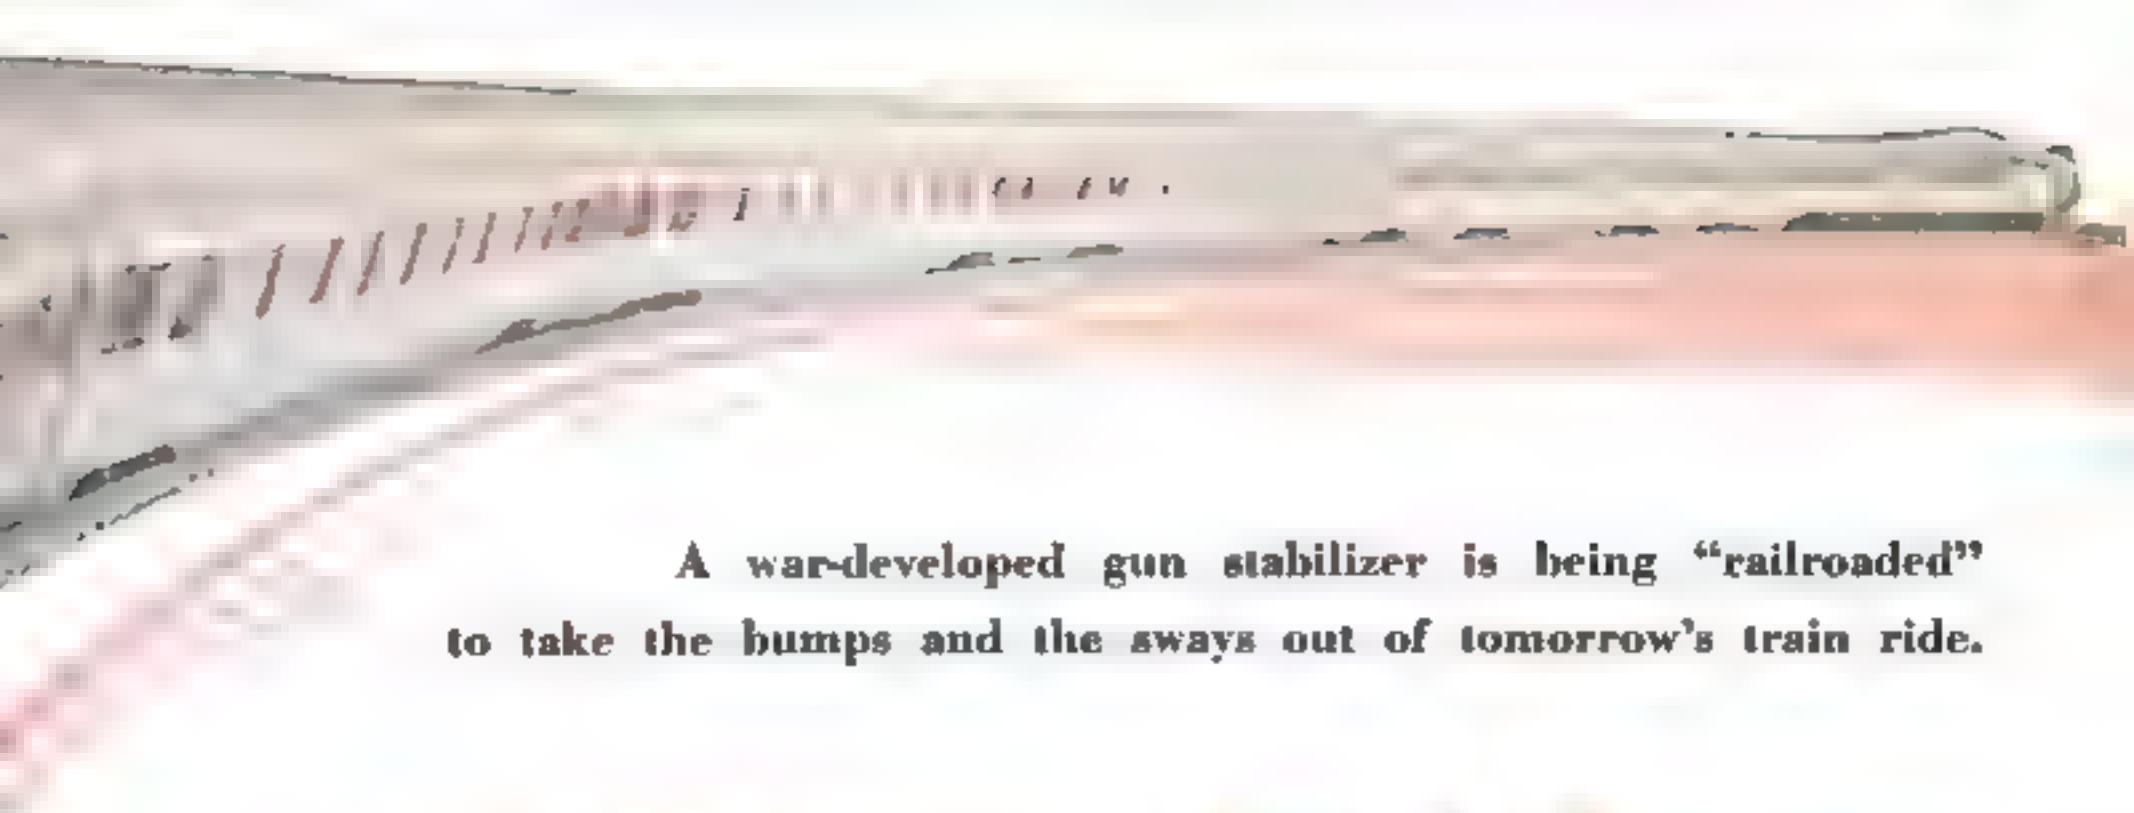 A war-developed gun stabilizer is being “railroaded”
to take the bumps and the sways out of tomorrow’s train ride.